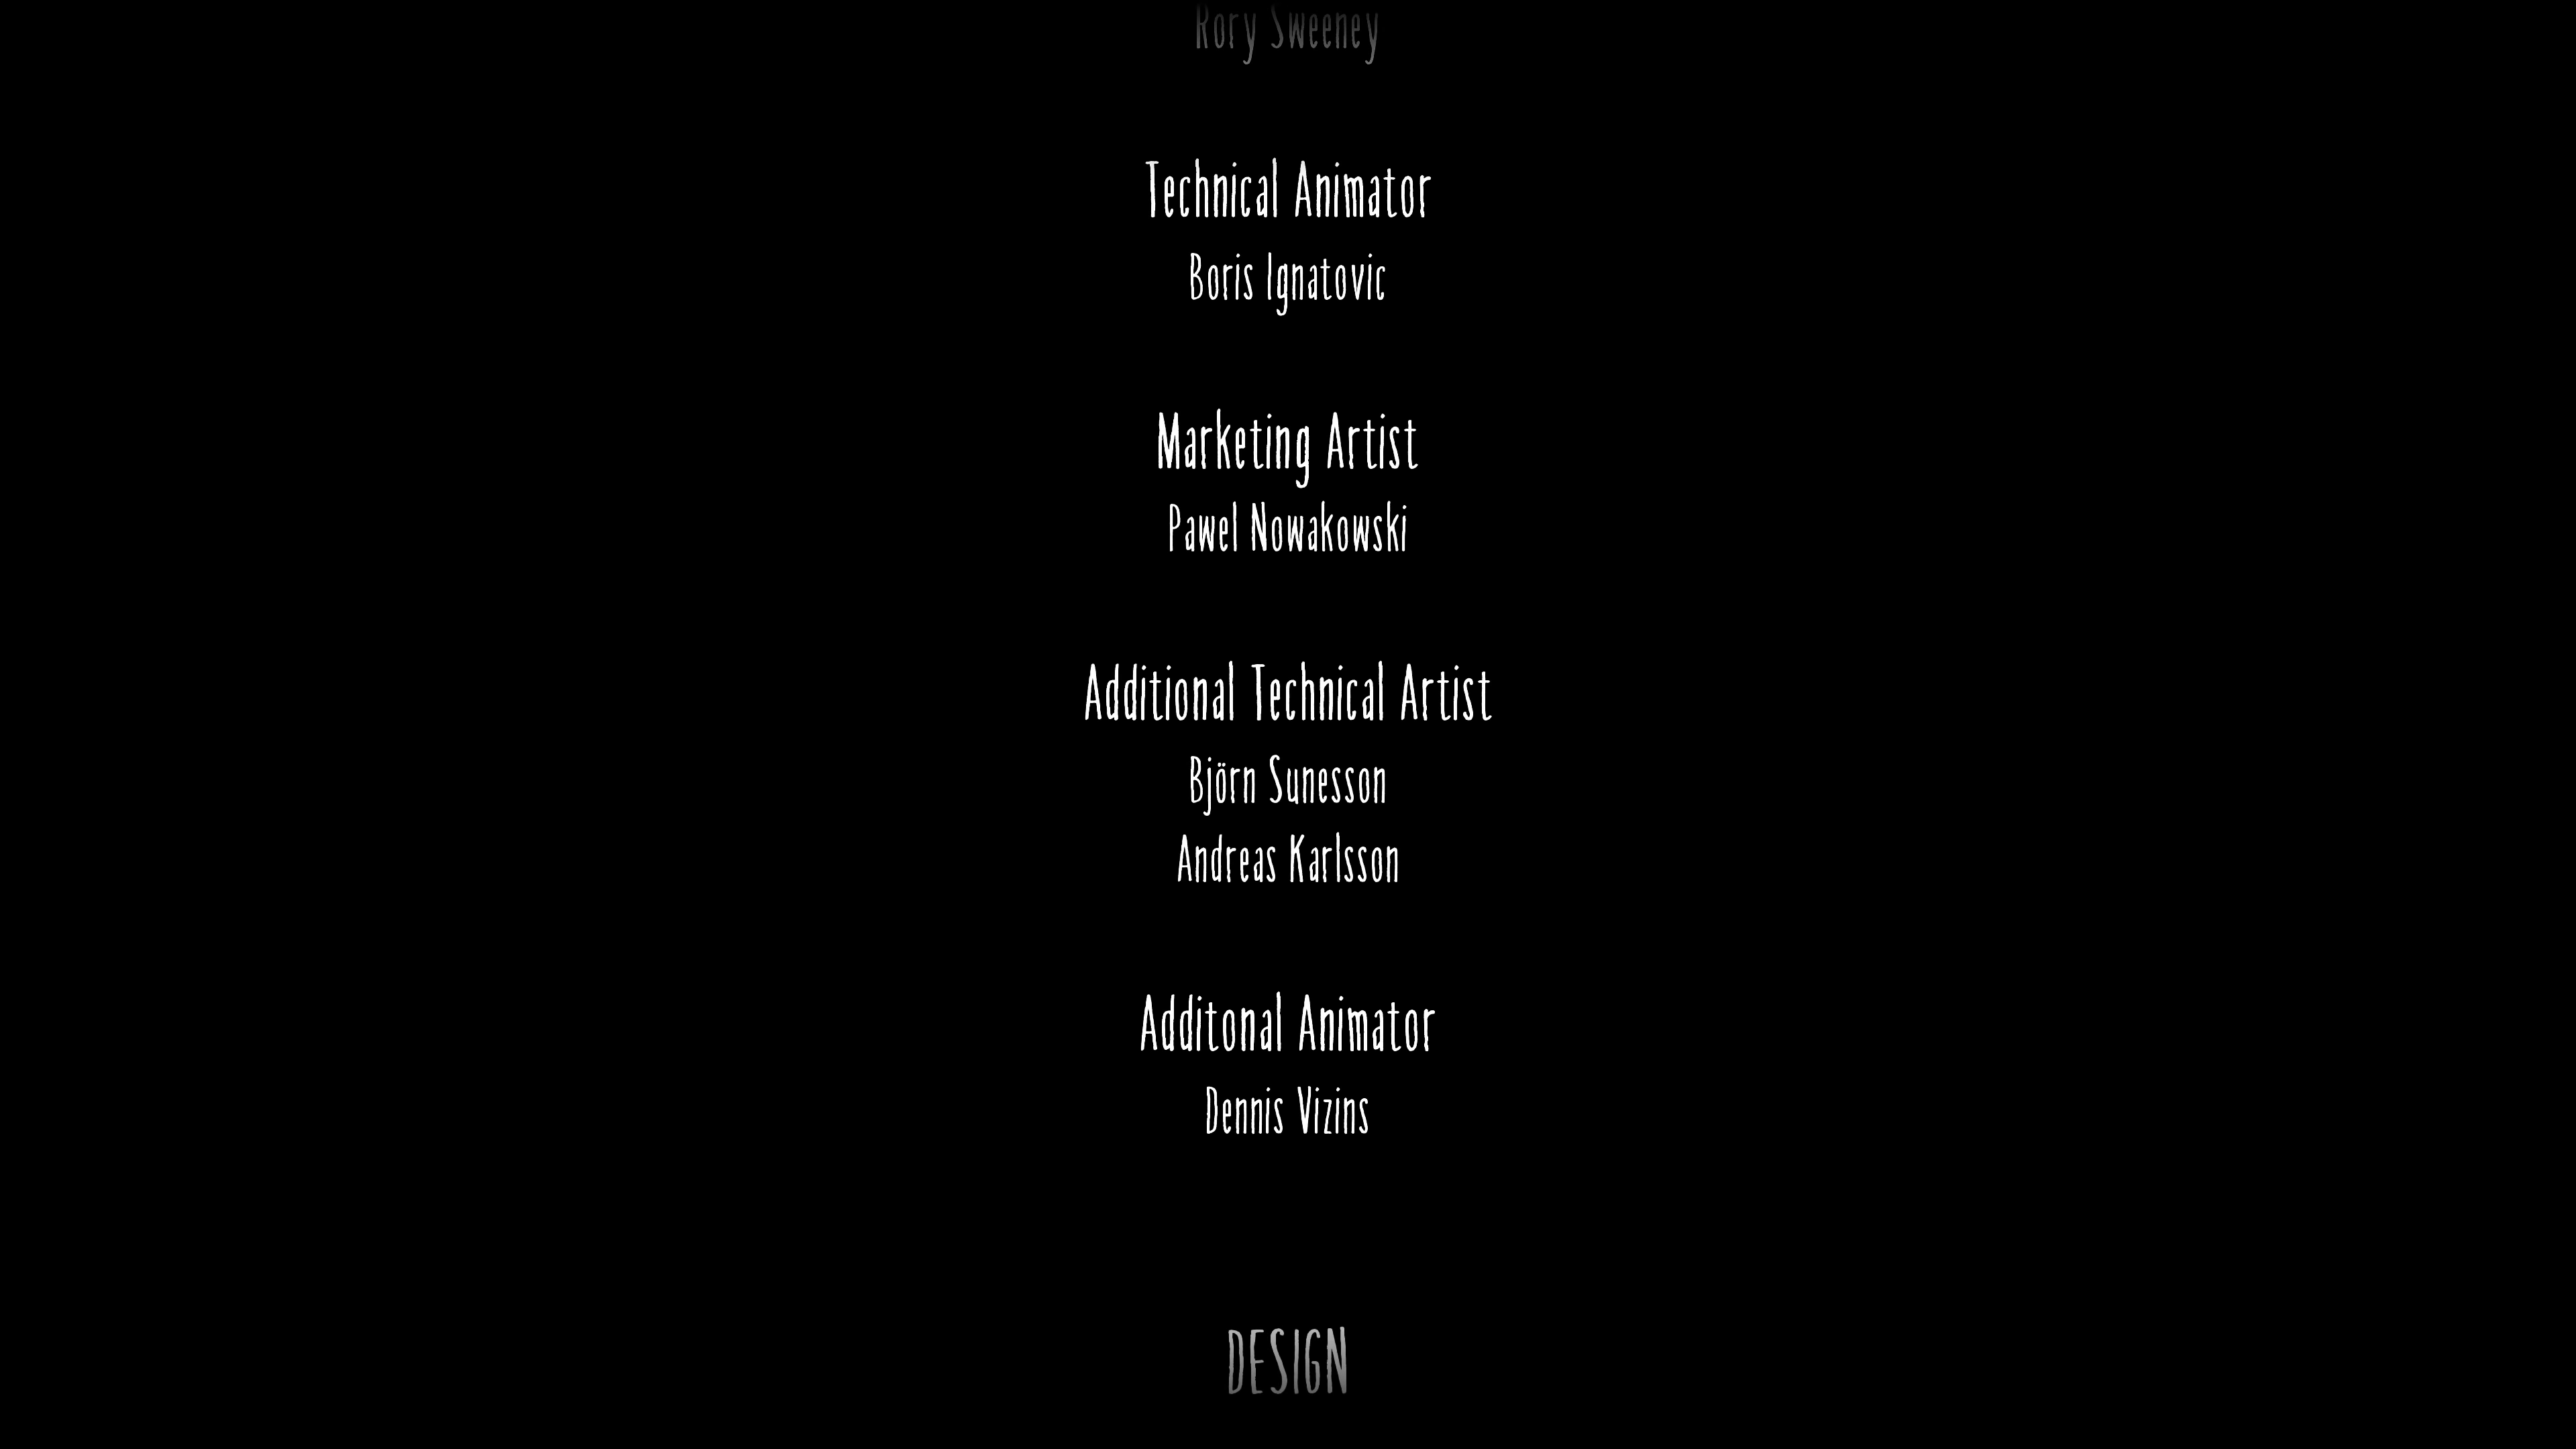 Rory Sweeney
Technical Animator
Boris Ignatovic
Marketing Artist
Pawel Nowakowski
Additional Technical Artist
Björn Sunesson
Andreas Karlsson
Additonal Animator
Dennis Vizins
DESIGN